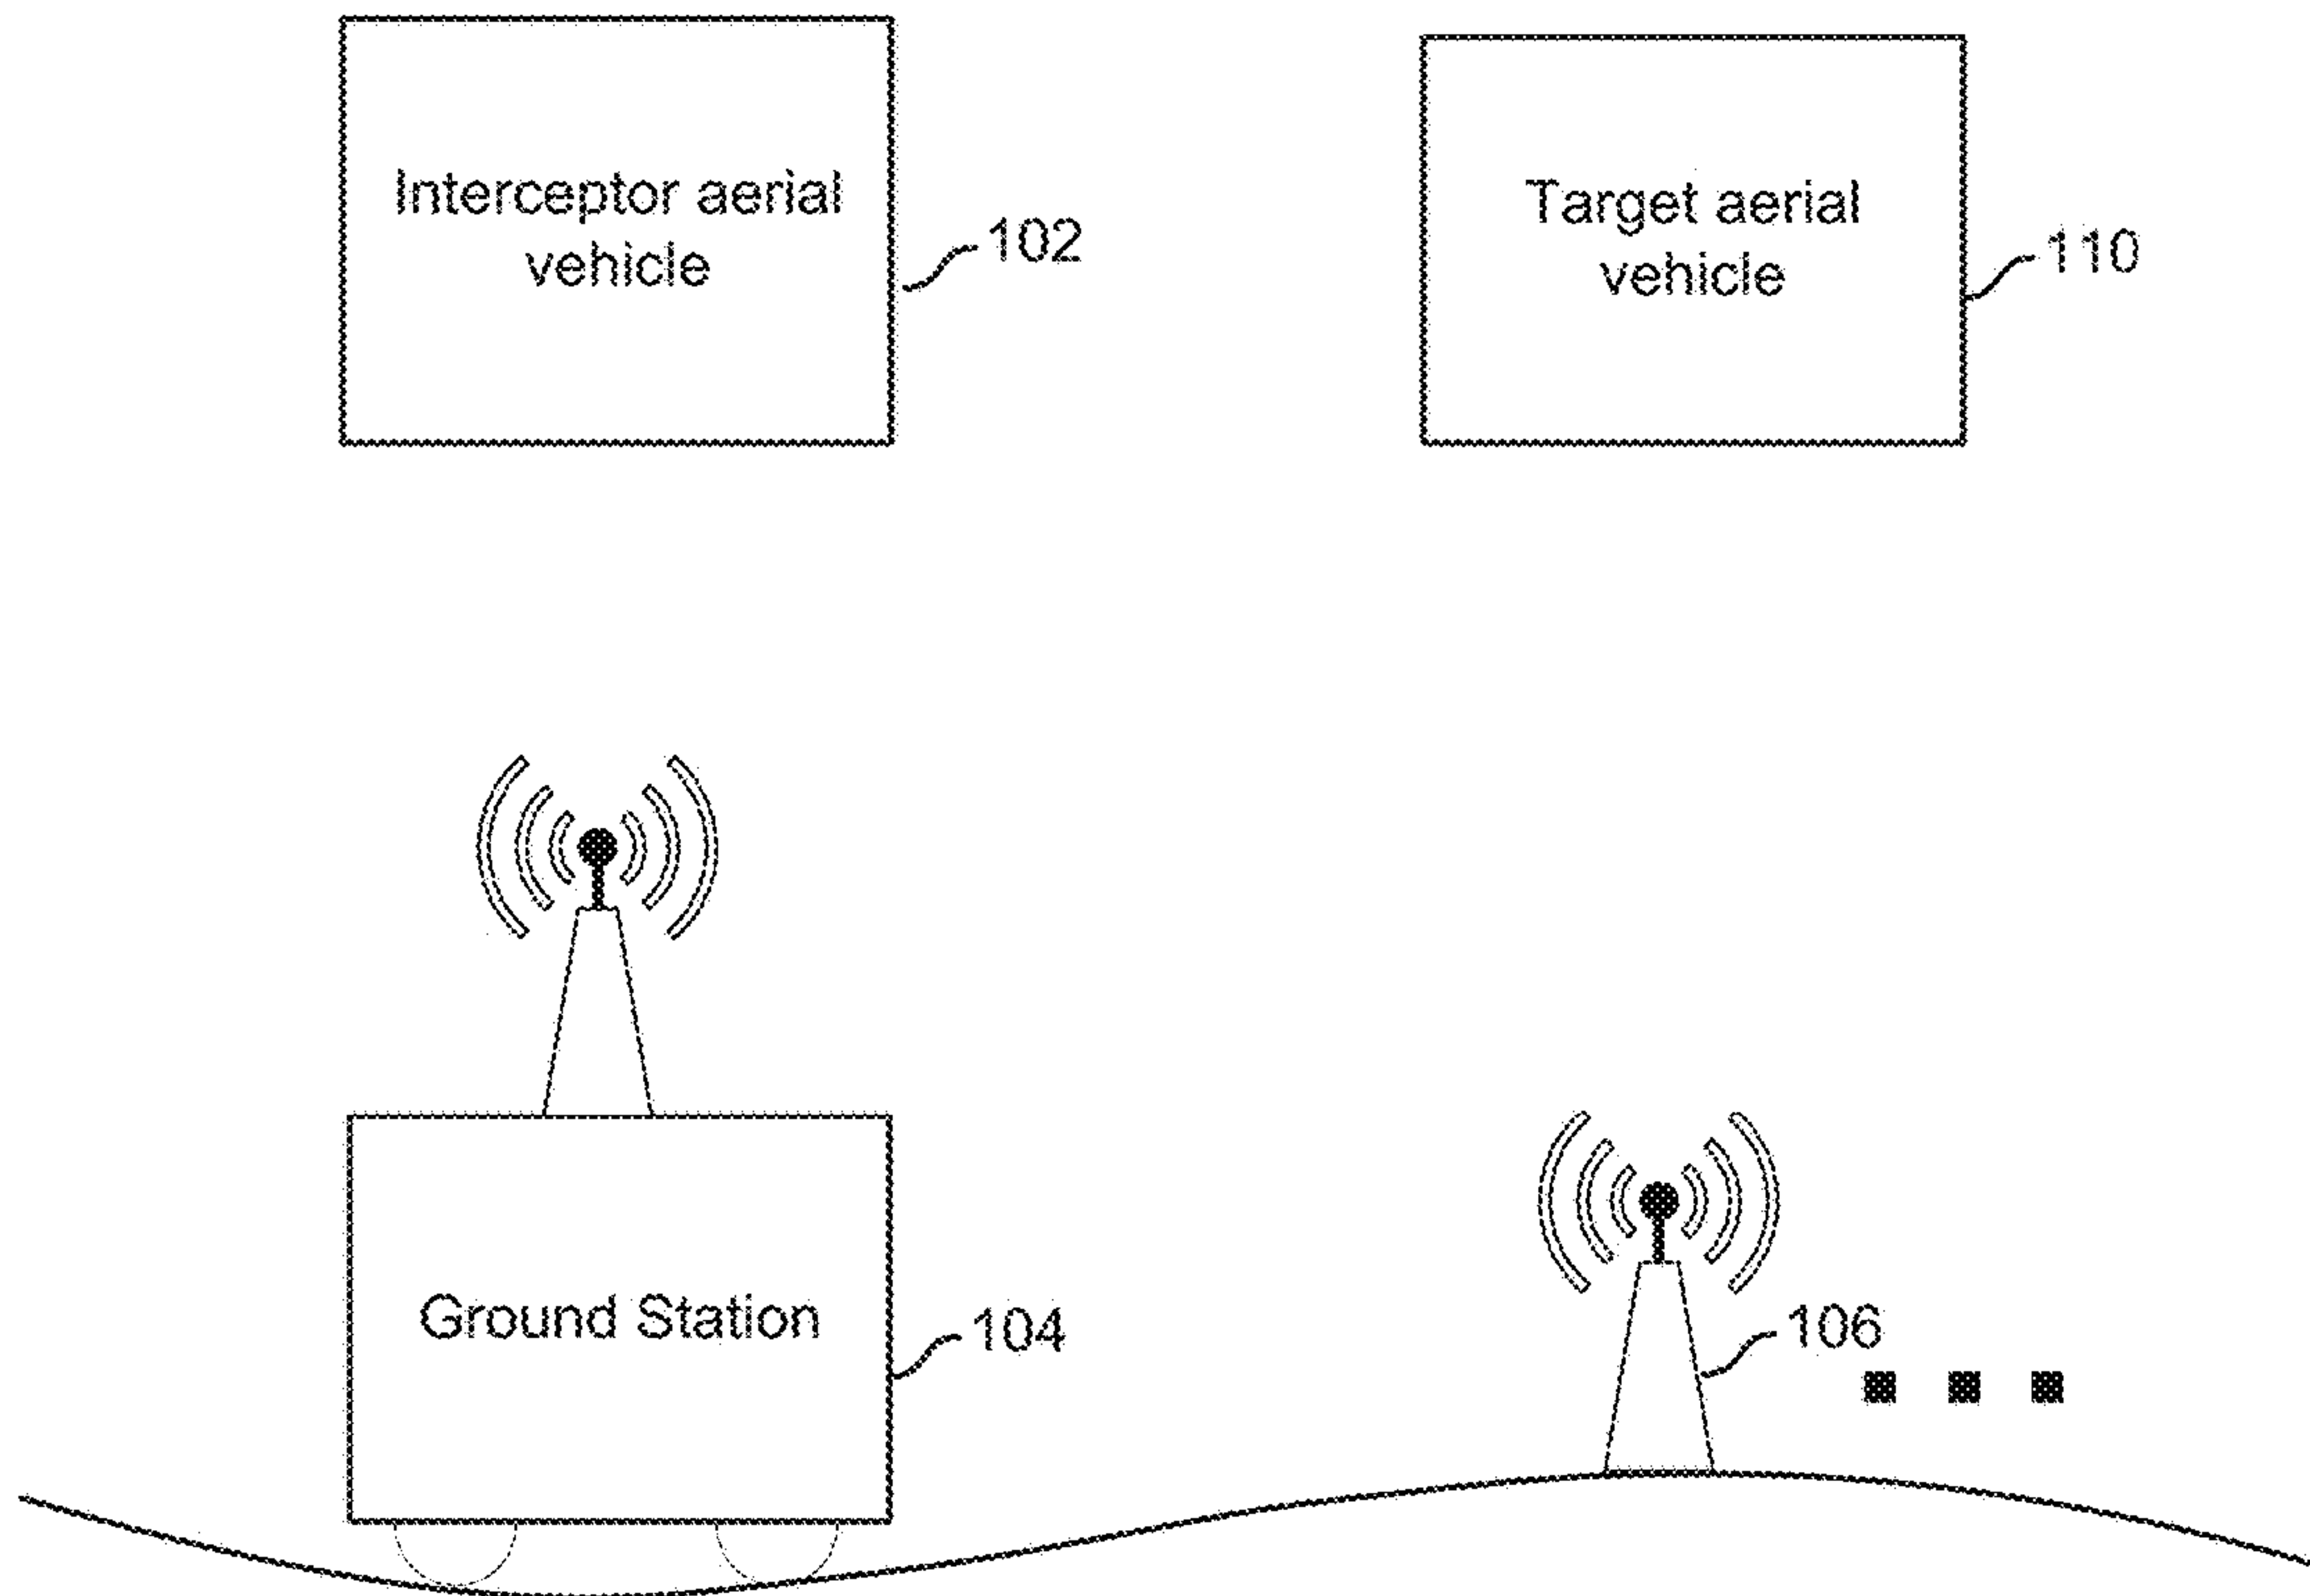 Interceptor aerial
vehicle
102
Target aerial
vehicle
110
Ground Station
104
106